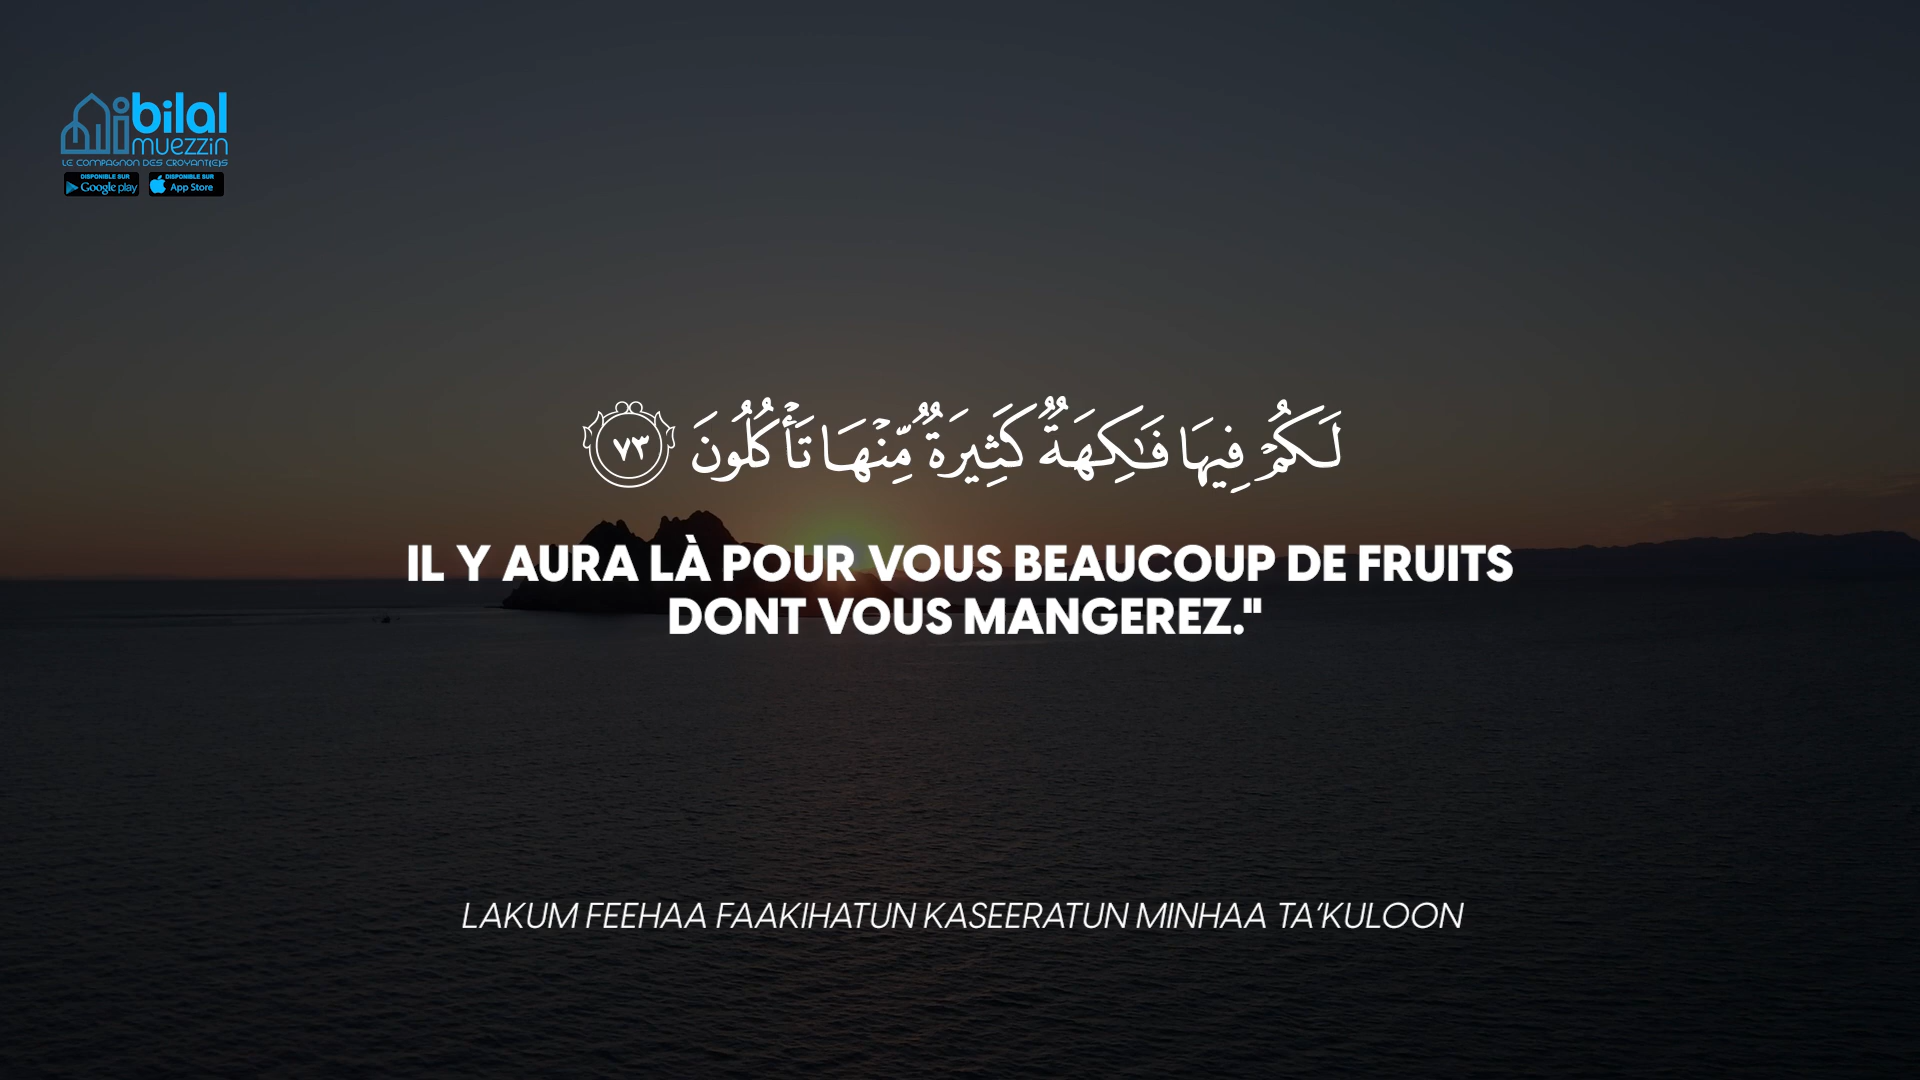 bilal
muezzin
LE COMPAGNON DES CROYANT(E)S
DISPONIBLE SUR Google play
DISPONIBLE SUR App Store
لَكُمۡ فِيهَا فَٰكِهَةٌ كَثِيرَةٌ مِّنۡهَا تَأۡكُلُونَ ٧٣
IL Y AURA LÀ POUR VOUS BEAUCOUP DE FRUITS
DONT VOUS MANGEREZ."
LAKUM FEEHAA FAAKIHATUN KASEERATUN MINHAA TA'KULOON